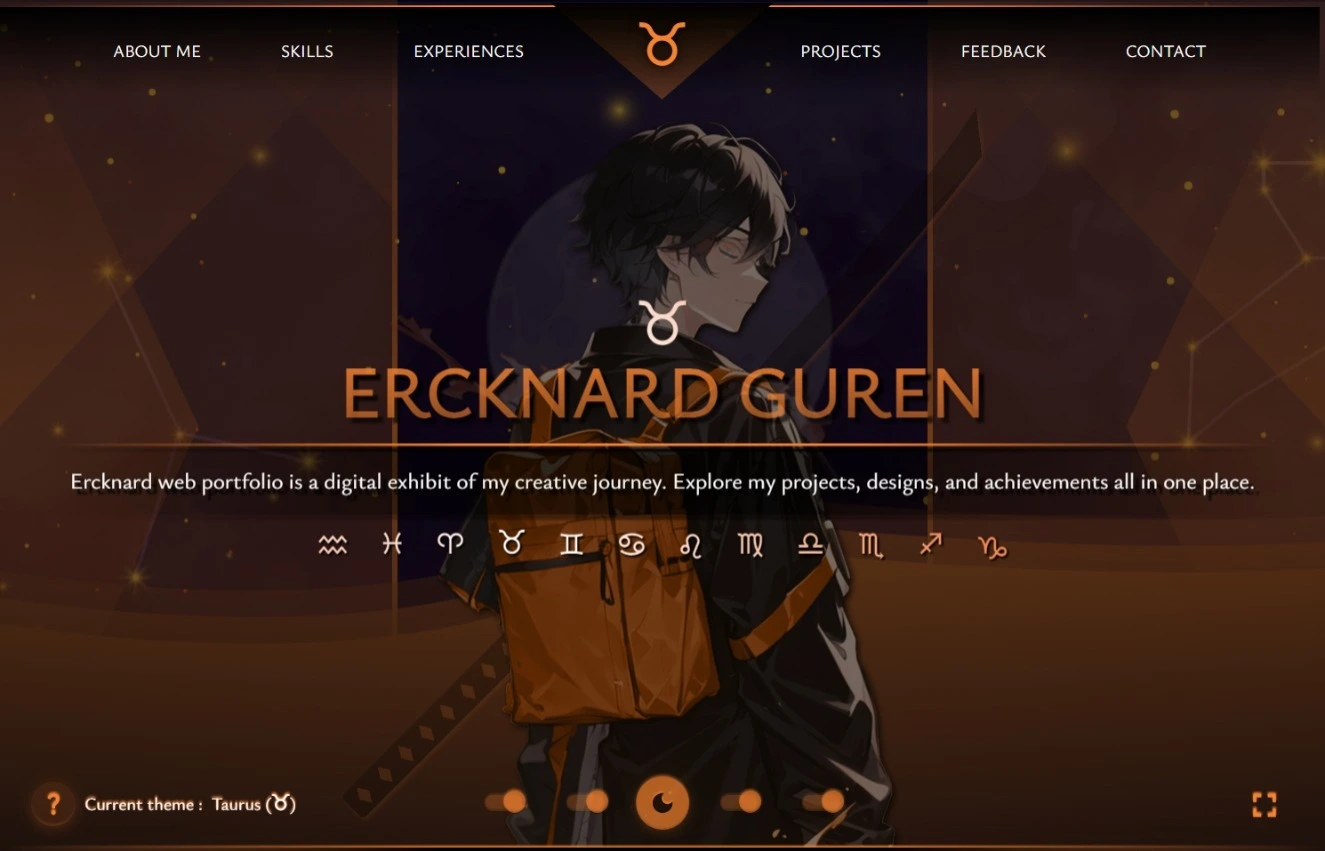 ABOUT ME SKILLS EXPERIENCES ♉ PROJECTS FEEDBACK CONTACT
♉
ERCKNARD GUREN
Ercknard web portfolio is a digital exhibit of my creative journey. Explore my projects, designs, and achievements all in one place.
♒ ♓ ♈ ♉ ♊ ♋ ♌ ♍ ♎ ♏ ♐ ♑
? Current theme : Taurus (♉)